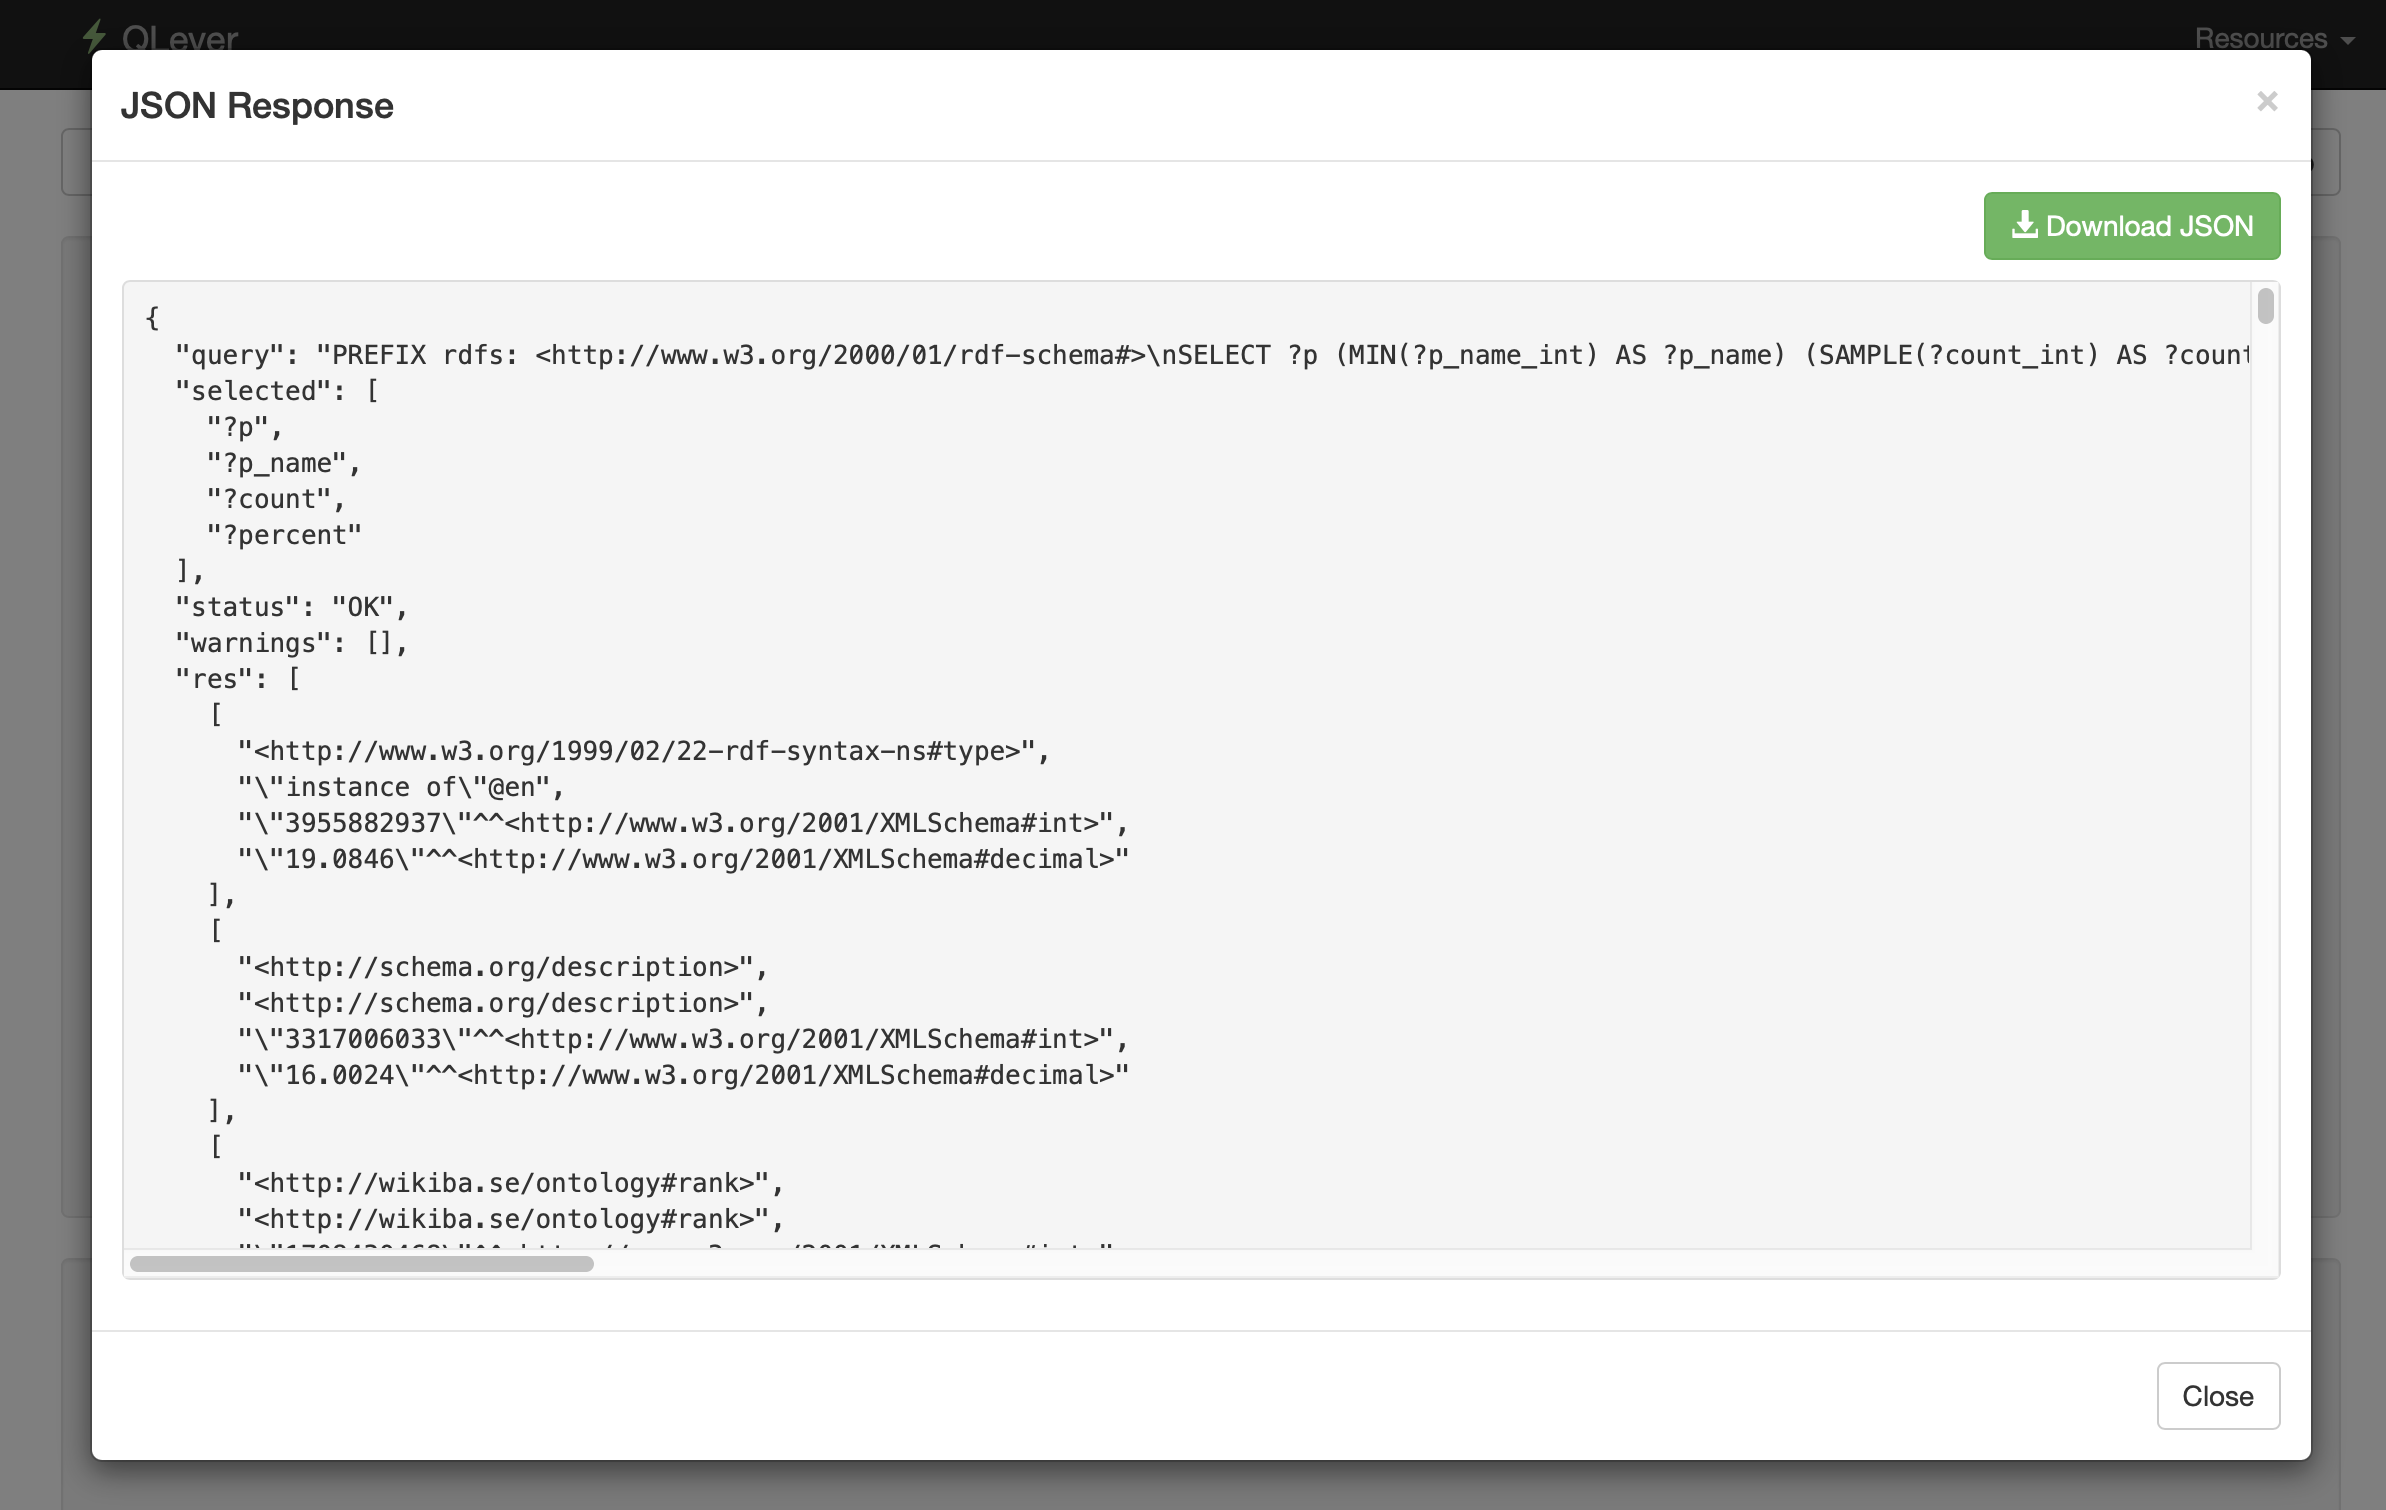 QLever
Resources
JSON Response
×
Download JSON
{
"query": "PREFIX rdfs: <http://www.w3.org/2000/01/rdf-schema#>\nSELECT ?p (MIN(?p_name_int) AS ?p_name) (SAMPLE(?count_int) AS ?count
"selected": [
"?p",
"?p_name",
"?count",
"?percent"
],
"status": "OK",
"warnings": [],
"res": [
[
"<http://www.w3.org/1999/02/22-rdf-syntax-ns#type>",
"\"instance of\"@en",
"\"3955882937\"^^<http://www.w3.org/2001/XMLSchema#int>",
"\"19.0846\"^^<http://www.w3.org/2001/XMLSchema#decimal>"
],
[
"<http://schema.org/description>",
"<http://schema.org/description>",
"\"3317006033\"^^<http://www.w3.org/2001/XMLSchema#int>",
"\"16.0024\"^^<http://www.w3.org/2001/XMLSchema#decimal>"
],
[
"<http://wikiba.se/ontology#rank>",
"<http://wikiba.se/ontology#rank>",
Close